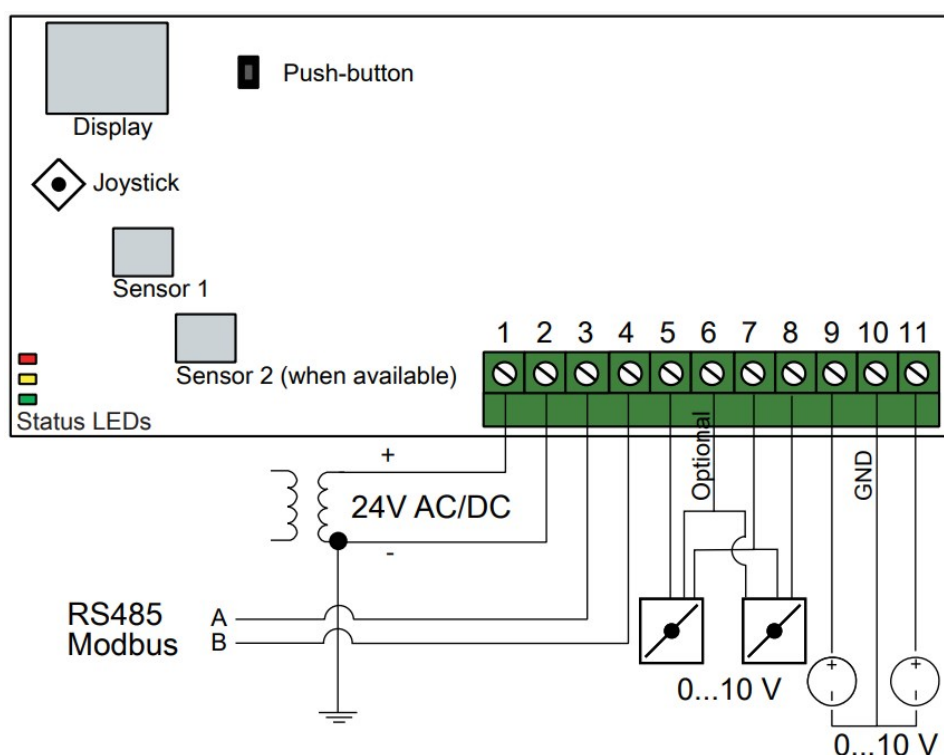 Push-button
Display
Joystick
Sensor 1
Sensor 2 (when available)
Status LEDs
1 2 3 4 5 6 7 8 9 10 11
Optional
GND
+
24V AC/DC
-
RS485 A
Modbus B
0...10 V
+ +
- -
0...10 V